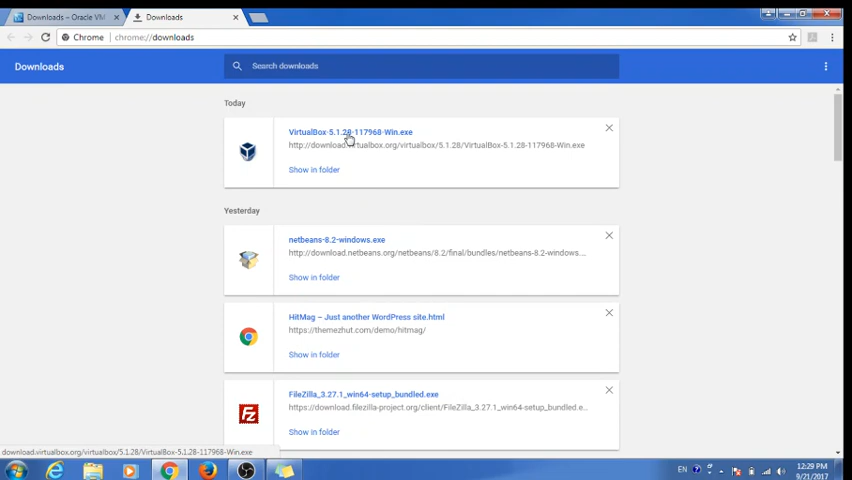 Downloads – Oracle VM
Downloads
Chrome
chrome://downloads
Downloads
Search downloads
Today
VirtualBox-5.1.28-117968-Win.exe
http://download.virtualbox.org/virtualbox/5.1.28/VirtualBox-5.1.28-117968-Win.exe
Show in folder
Yesterday
netbeans-8.2-windows.exe
http://download.netbeans.org/netbeans/8.2/final/bundles/netbeans-8.2-windows...
Show in folder
HitMag – Just another WordPress site.html
https://themezhut.com/demo/hitmag/
Show in folder
FileZilla_3.27.1_win64-setup_bundled.exe
https://download.filezilla-project.org/client/FileZilla_3.27.1_win64-setup_bundled.e...
Show in folder
download.virtualbox.org/virtualbox/5.1.28/VirtualBox-5.1.28-117968-Win.exe
EN
12:29 PM
9/21/2017